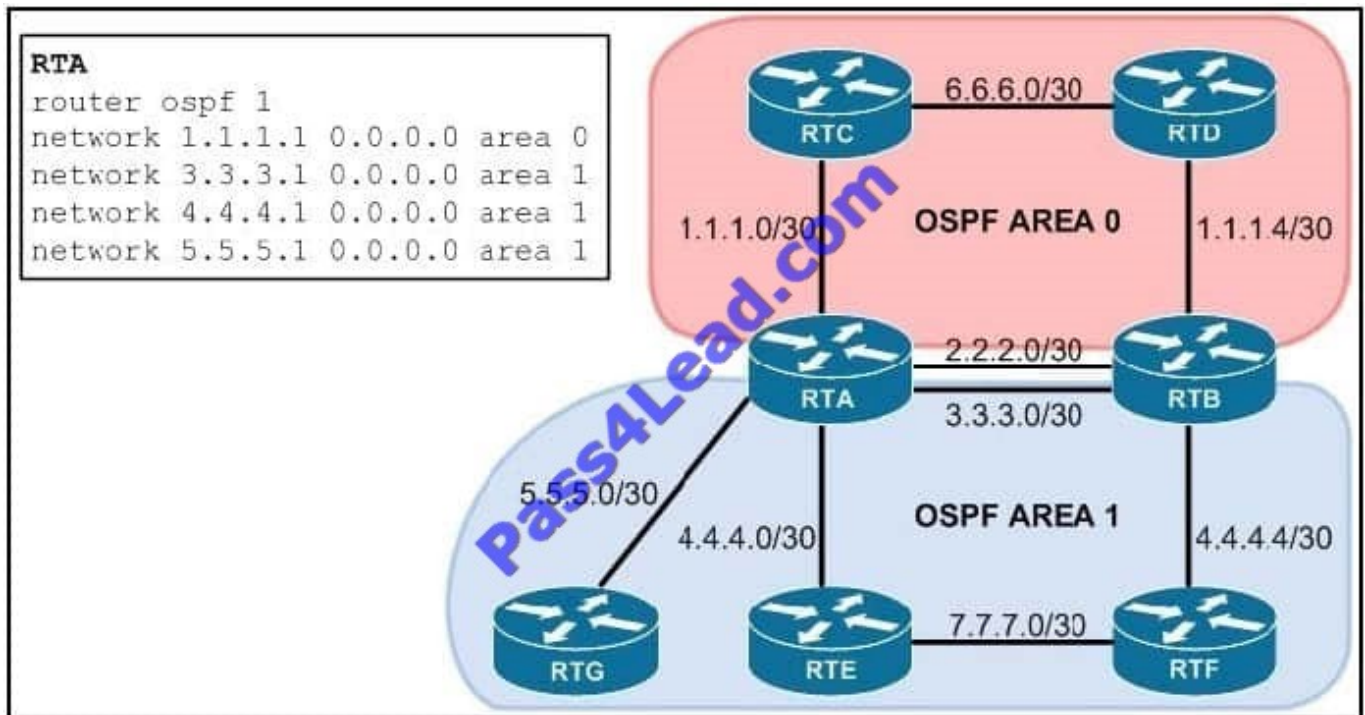 RTA
router ospf 1
network 1.1.1.1 0.0.0.0 area 0
network 3.3.3.1 0.0.0.0 area 1
network 4.4.4.1 0.0.0.0 area 1
network 5.5.5.1 0.0.0.0 area 1
6.6.6.0/30
RTC
RTD
1.1.1.0/30
OSPF AREA 0
1.1.1.4/30
2.2.2.0/30
RTA
RTB
3.3.3.0/30
5.5.5.0/30
OSPF AREA 1
4.4.4.0/30
4.4.4.4/30
7.7.7.0/30
RTG
RTE
RTF
Pass4Lead.com